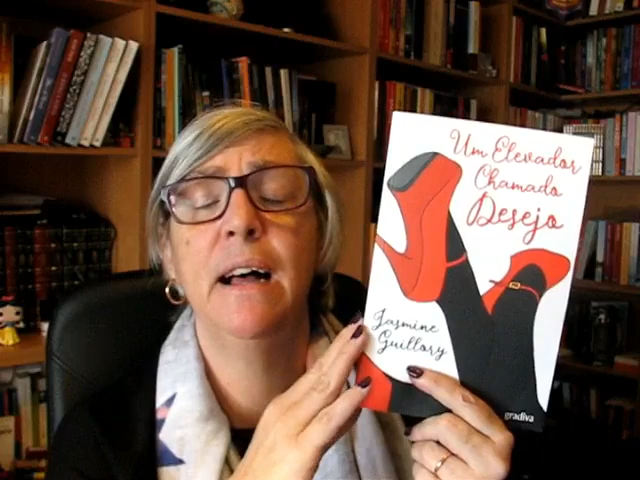 Um Elevador
Chamado
Desejo
Jasmine
Guillory
gradiva